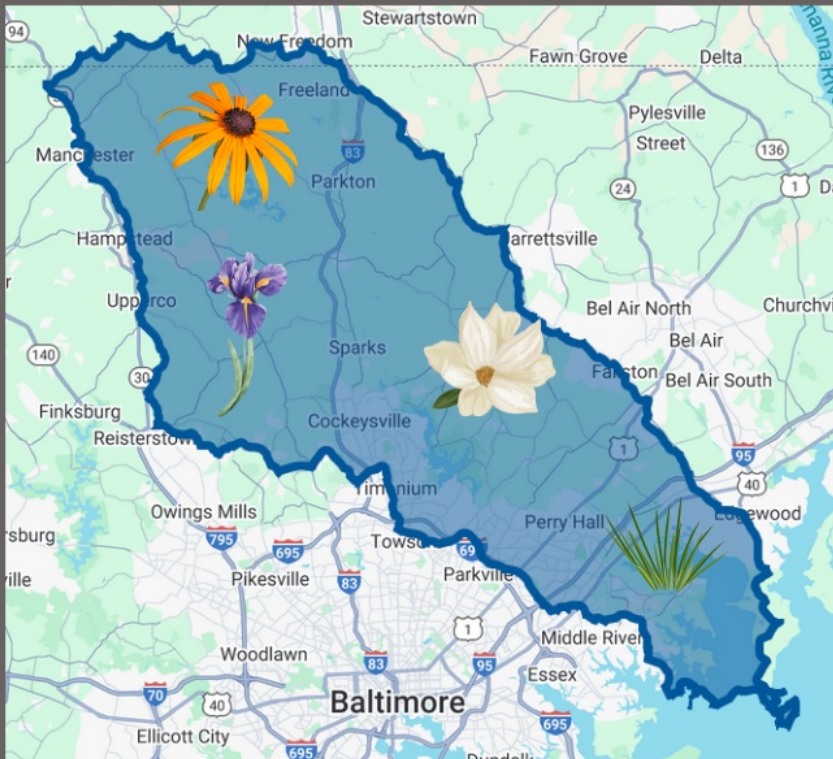 94
Stewartstown
New Freedom
Fawn Grove
Delta
Freeland
Pylesville
Street
83
136
Manchester
Parkton
24
1
Hampstead
Jarrettsville
Upperco
Bel Air North
Churchvi
Bel Air
140
Sparks
Fallston
Bel Air South
30
Finksburg
Cockeysville
Reisterstown
1
95
Timonium
40
Owings Mills
Perry Hall
Edgewood
rsburg
795
695
Towso
69
ville
Pikesville
83
Parkville
1
Middle River
Woodlawn
83
95
Essex
70
40
Baltimore
695
Ellicott City
695